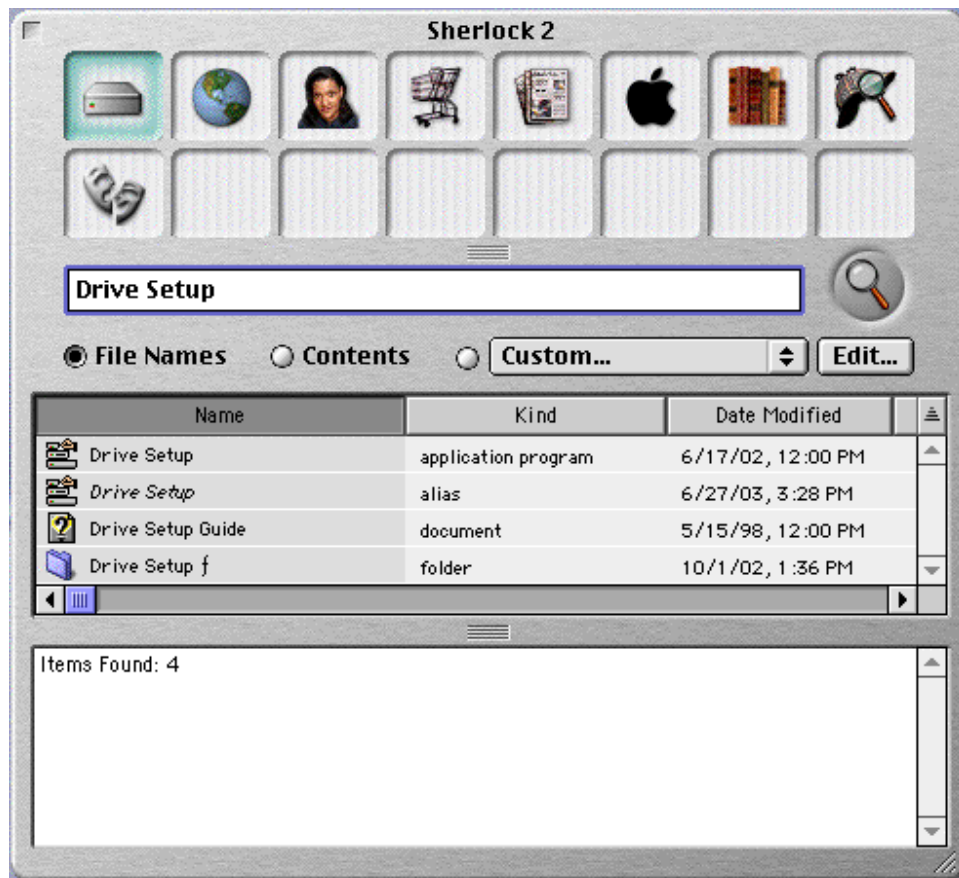 Sherlock 2
Drive Setup
File Names Contents Custom... Edit...
Name Kind Date Modified
Drive Setup application program 6/17/02, 12:00 PM
Drive Setup alias 6/27/03, 3:28 PM
Drive Setup Guide document 5/15/98, 12:00 PM
Drive Setup ƒ folder 10/1/02, 1:36 PM
Items Found: 4